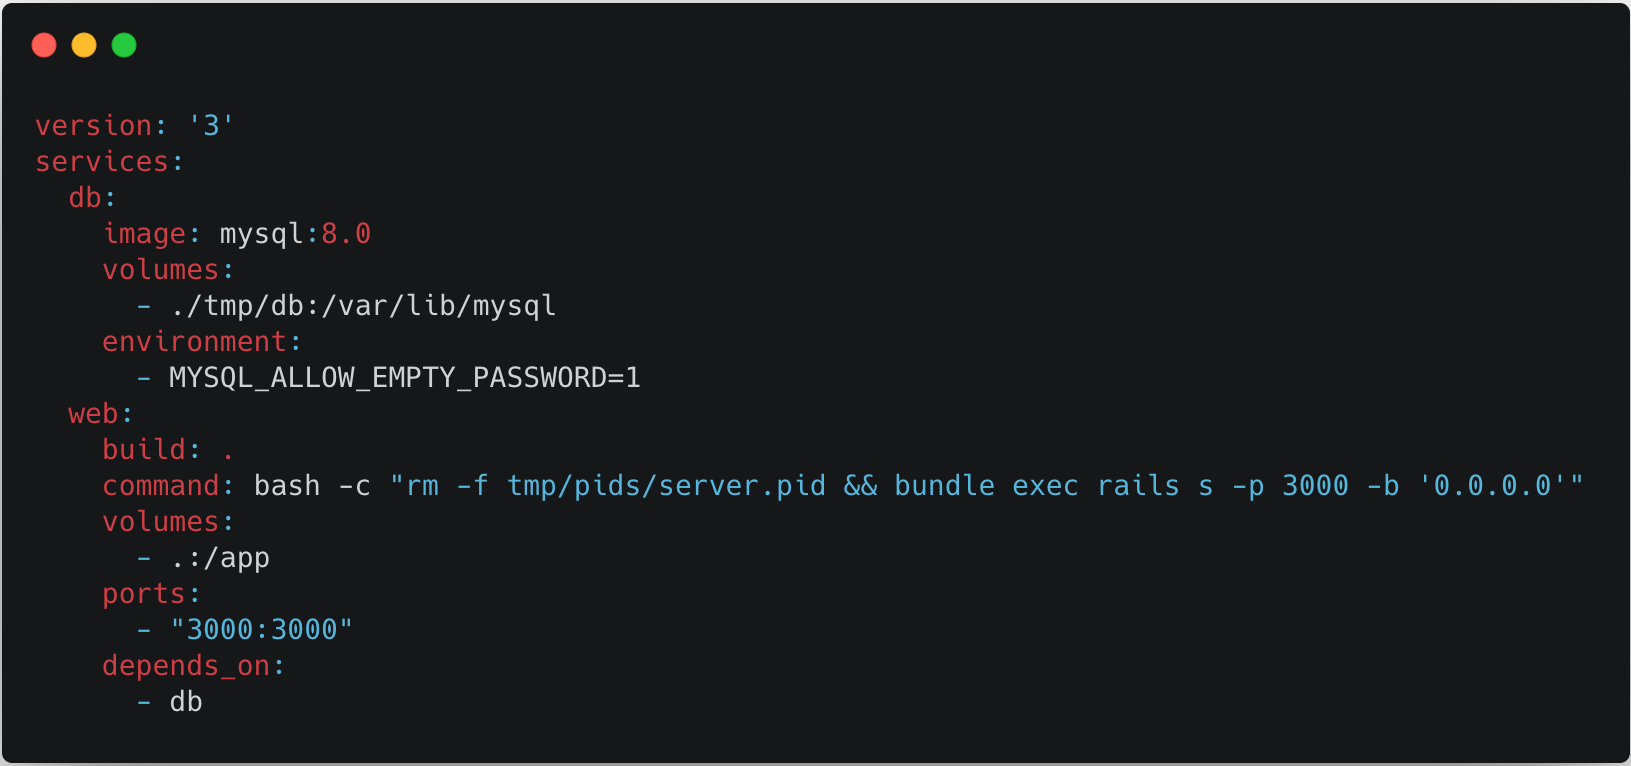 version: '3'
services:
  db:
    image: mysql:8.0
    volumes:
      - ./tmp/db:/var/lib/mysql
    environment:
      - MYSQL_ALLOW_EMPTY_PASSWORD=1
  web:
    build: .
    command: bash -c "rm -f tmp/pids/server.pid && bundle exec rails s -p 3000 -b '0.0.0.0'"
    volumes:
      - .:/app
    ports:
      - "3000:3000"
    depends_on:
      - db